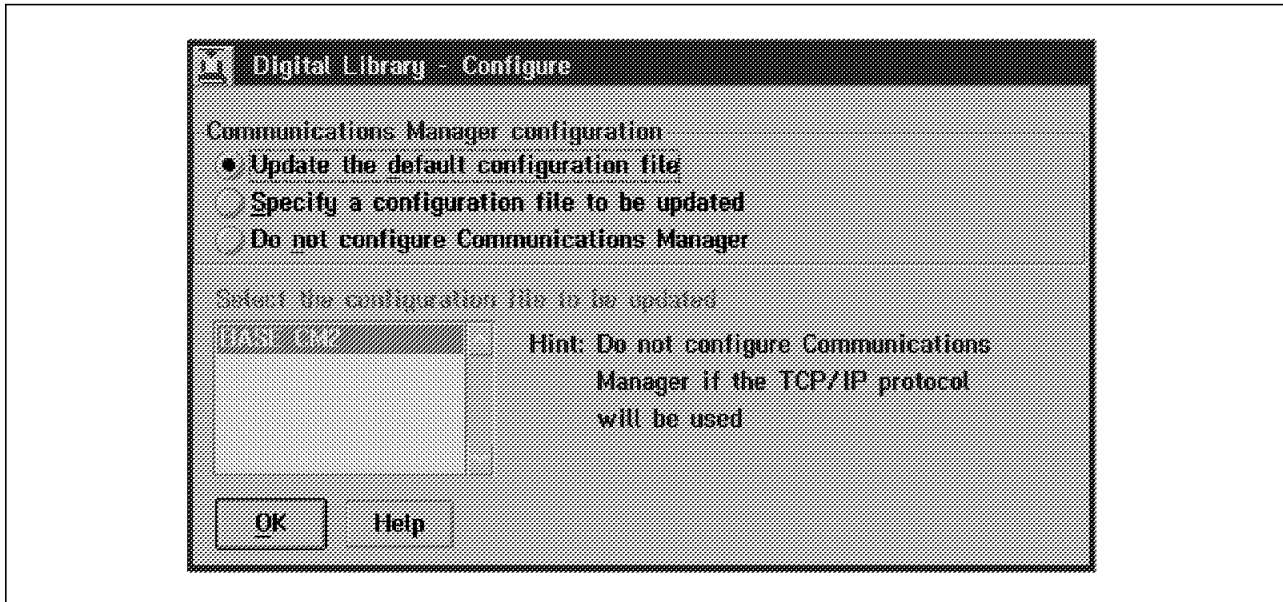 Digital Library - Configure
Communications Manager configuration
Update the default configuration file
Specify a configuration file to be updated
Do not configure Communications Manager
Select the configuration file to be updated
BASE CM2
Hint: Do not configure Communications
Manager if the TCP/IP protocol
will be used
OK
Help